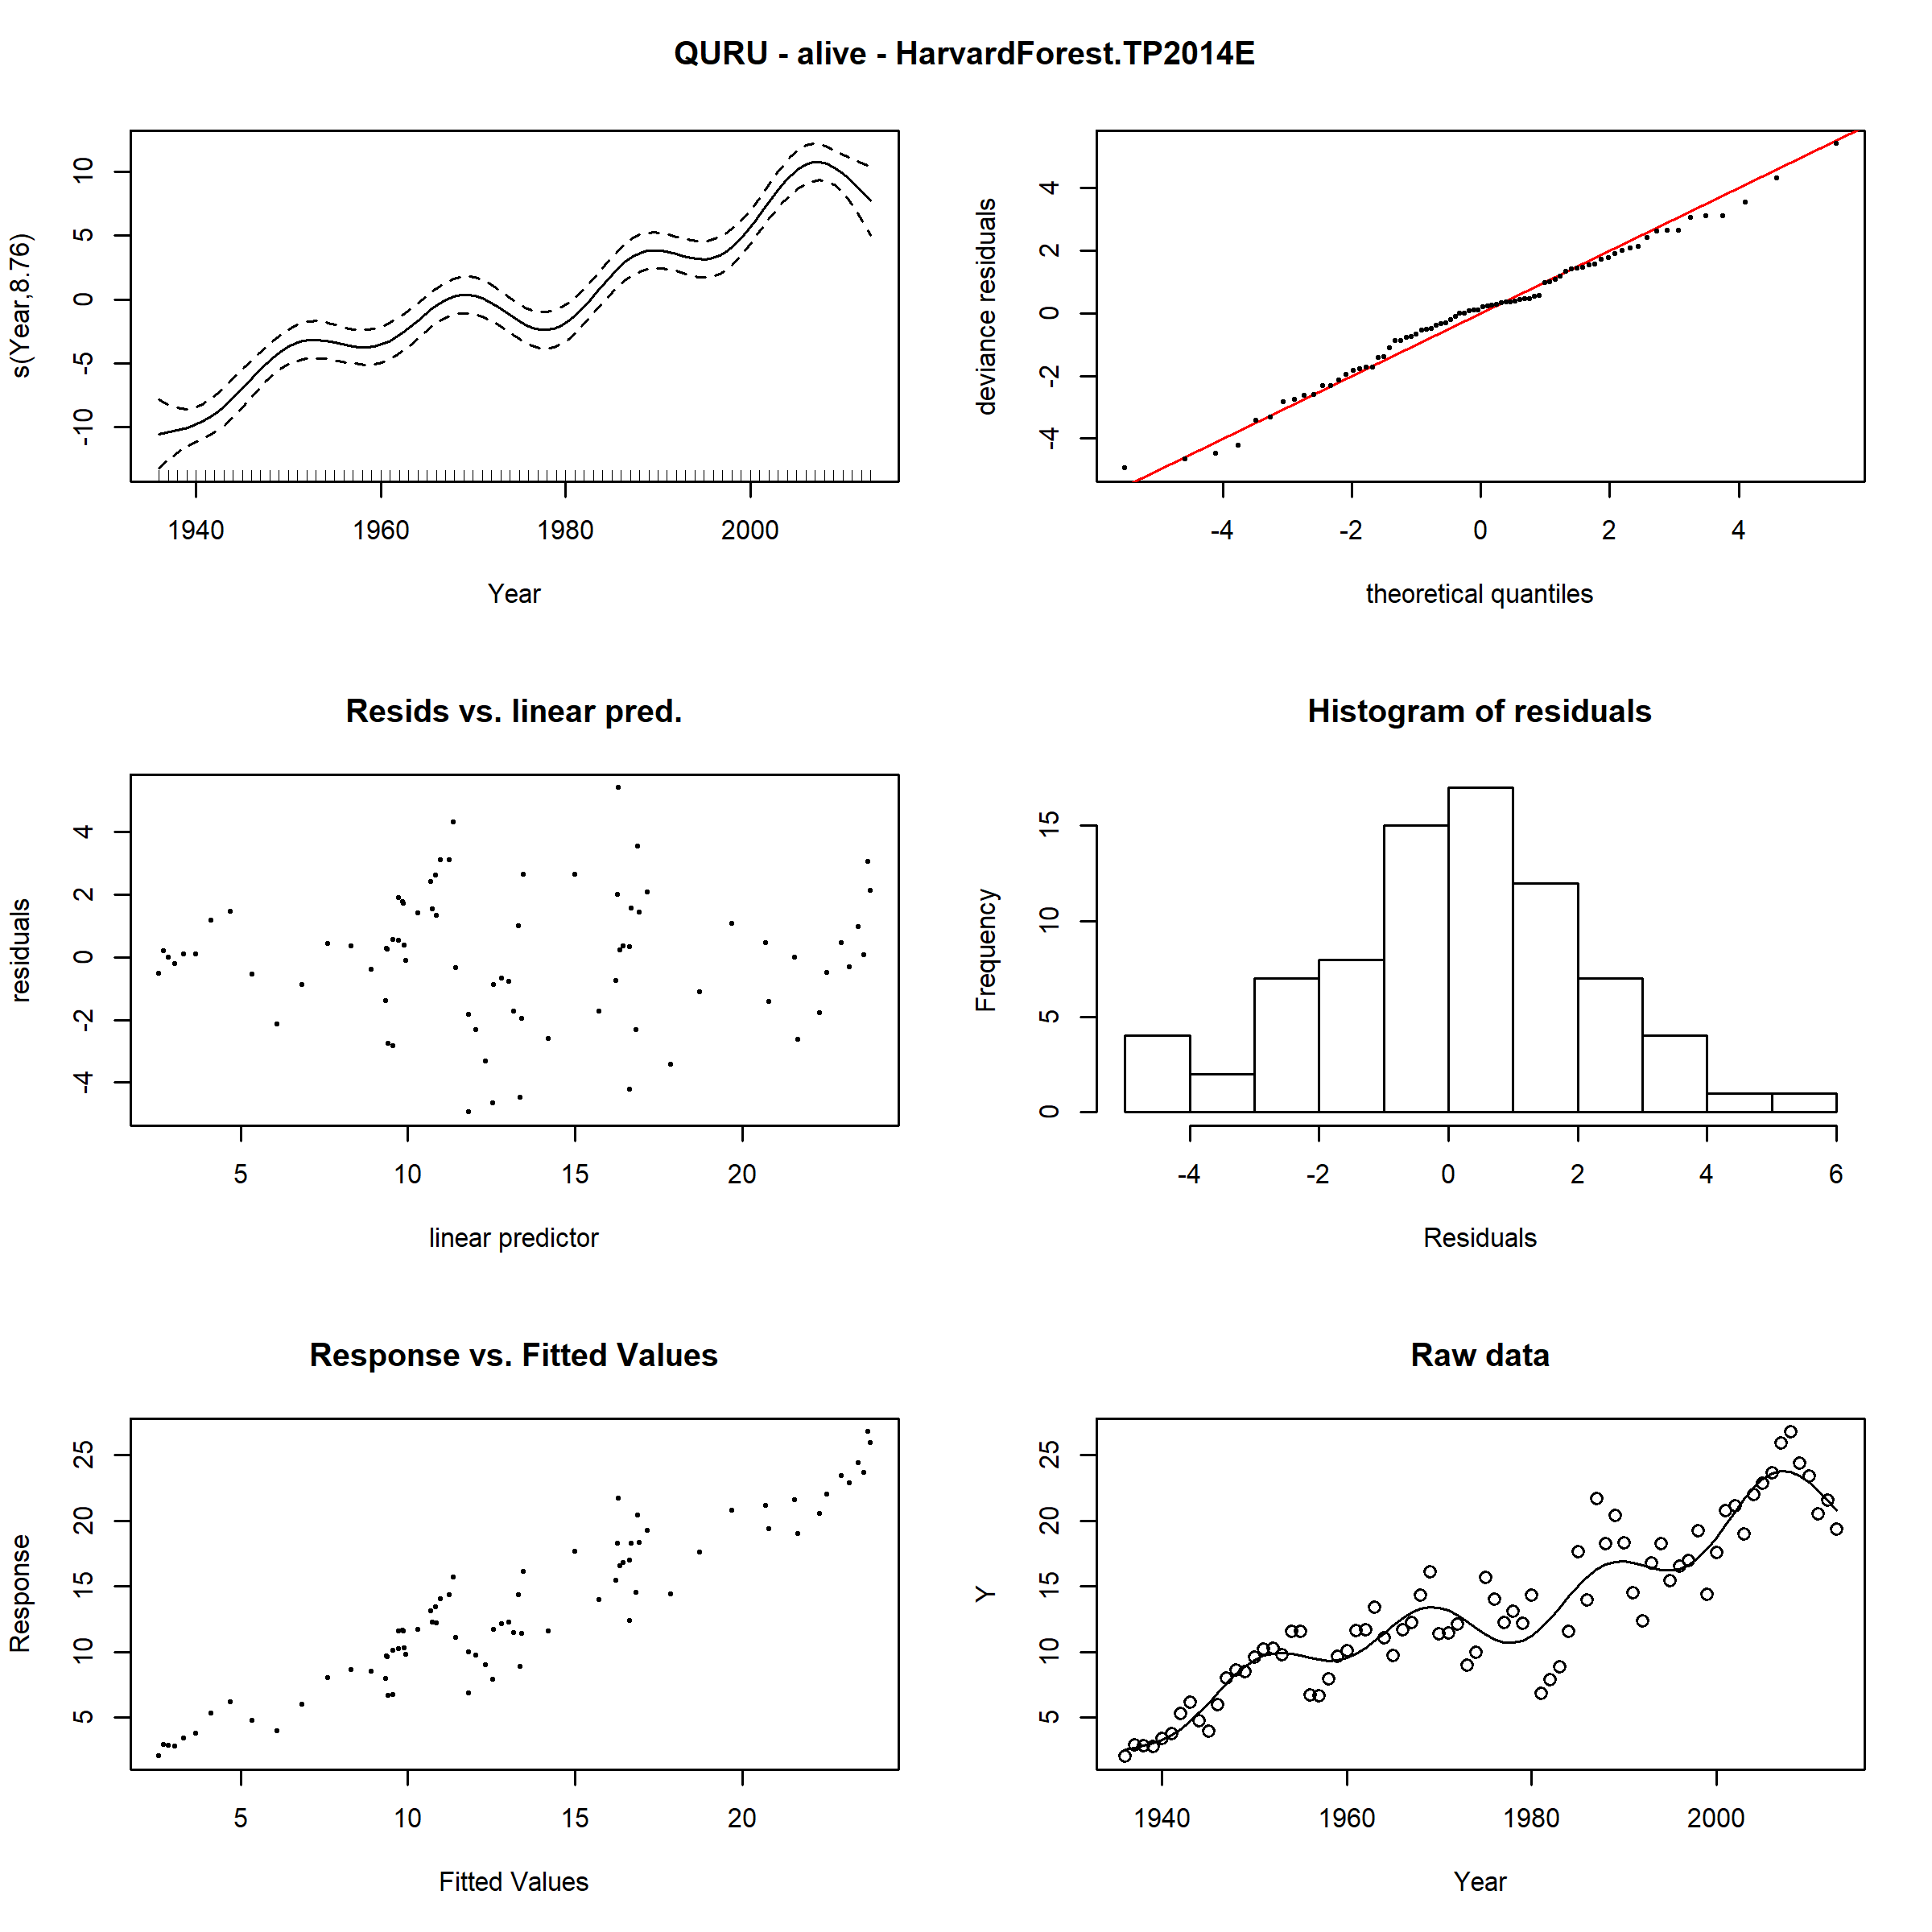 QURU - alive - HarvardForest.TP2014E
s(Year,8.76)
10
5
0
-5
-10
1940 1960 1980 2000
Year
deviance residuals
4
2
0
-2
-4
-4 -2 0 2 4
theoretical quantiles
Resids vs. linear pred.
residuals
4
2
0
-2
-4
5 10 15 20
linear predictor
Histogram of residuals
Frequency
15
10
5
0
-4 -2 0 2 4 6
Residuals
Response vs. Fitted Values
Response
25
20
15
10
5
5 10 15 20
Fitted Values
Raw data
Y
25
20
15
10
5
1940 1960 1980 2000
Year